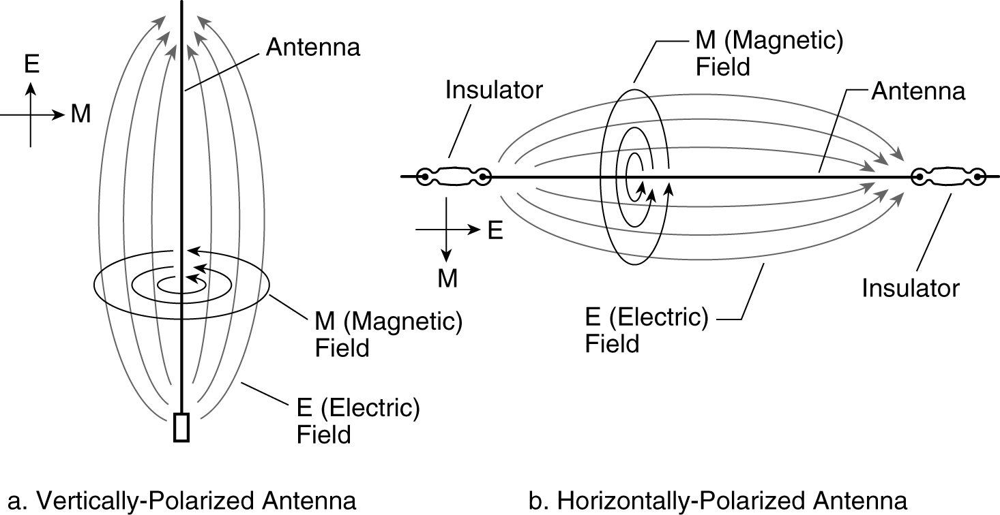 Antenna
E
M
M (Magnetic)
Field
E (Electric)
Field
a. Vertically-Polarized Antenna
M (Magnetic)
Field
Insulator
Antenna
E
M
E (Electric)
Field
Insulator
b. Horizontally-Polarized Antenna